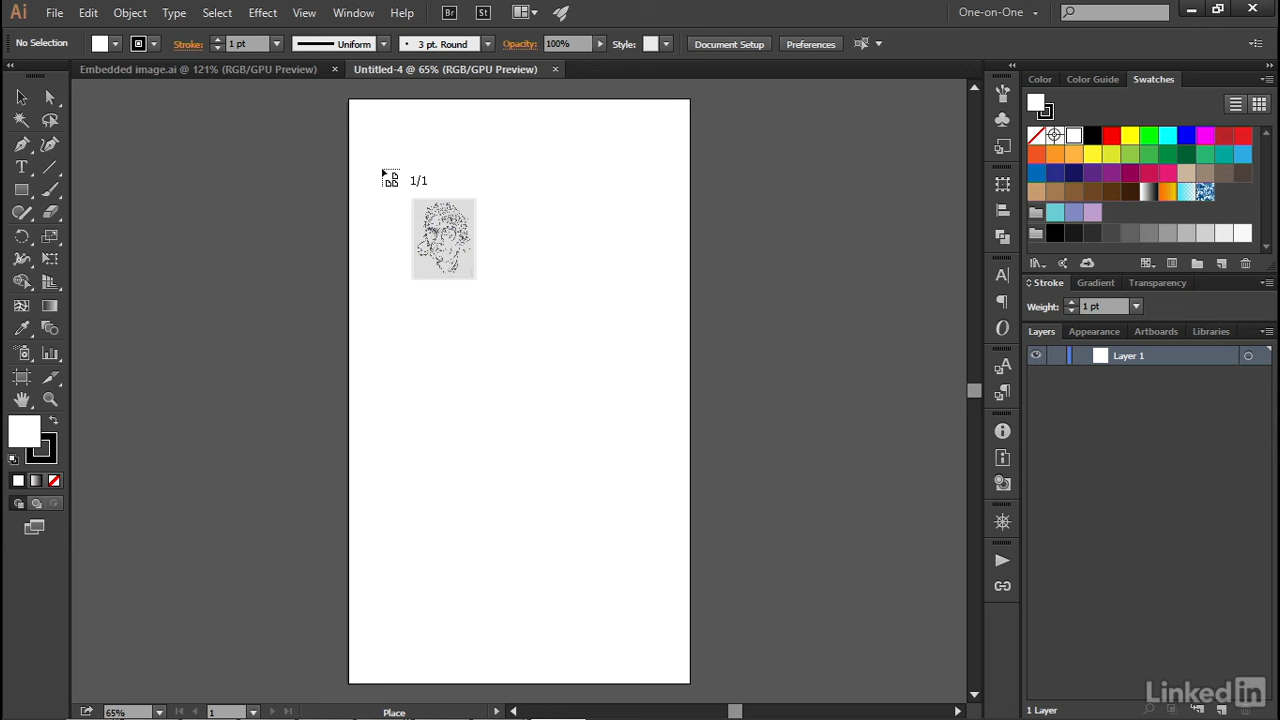 Ai File Edit Object Type Select Effect View Window Help Br St One-on-One
No Selection Stroke: 1 pt Uniform 3 pt. Round Opacity: 100% Style: Document Setup Preferences
Embedded image.ai @ 121% (RGB/GPU Preview) × Untitled-4 @ 65% (RGB/GPU Preview) ×
Color Color Guide Swatches
1/1
Stroke Gradient Transparency
Weight: 1 pt
Layers Appearance Artboards Libraries
Layer 1
LinkedIn
65% 1 Place 1 Layer